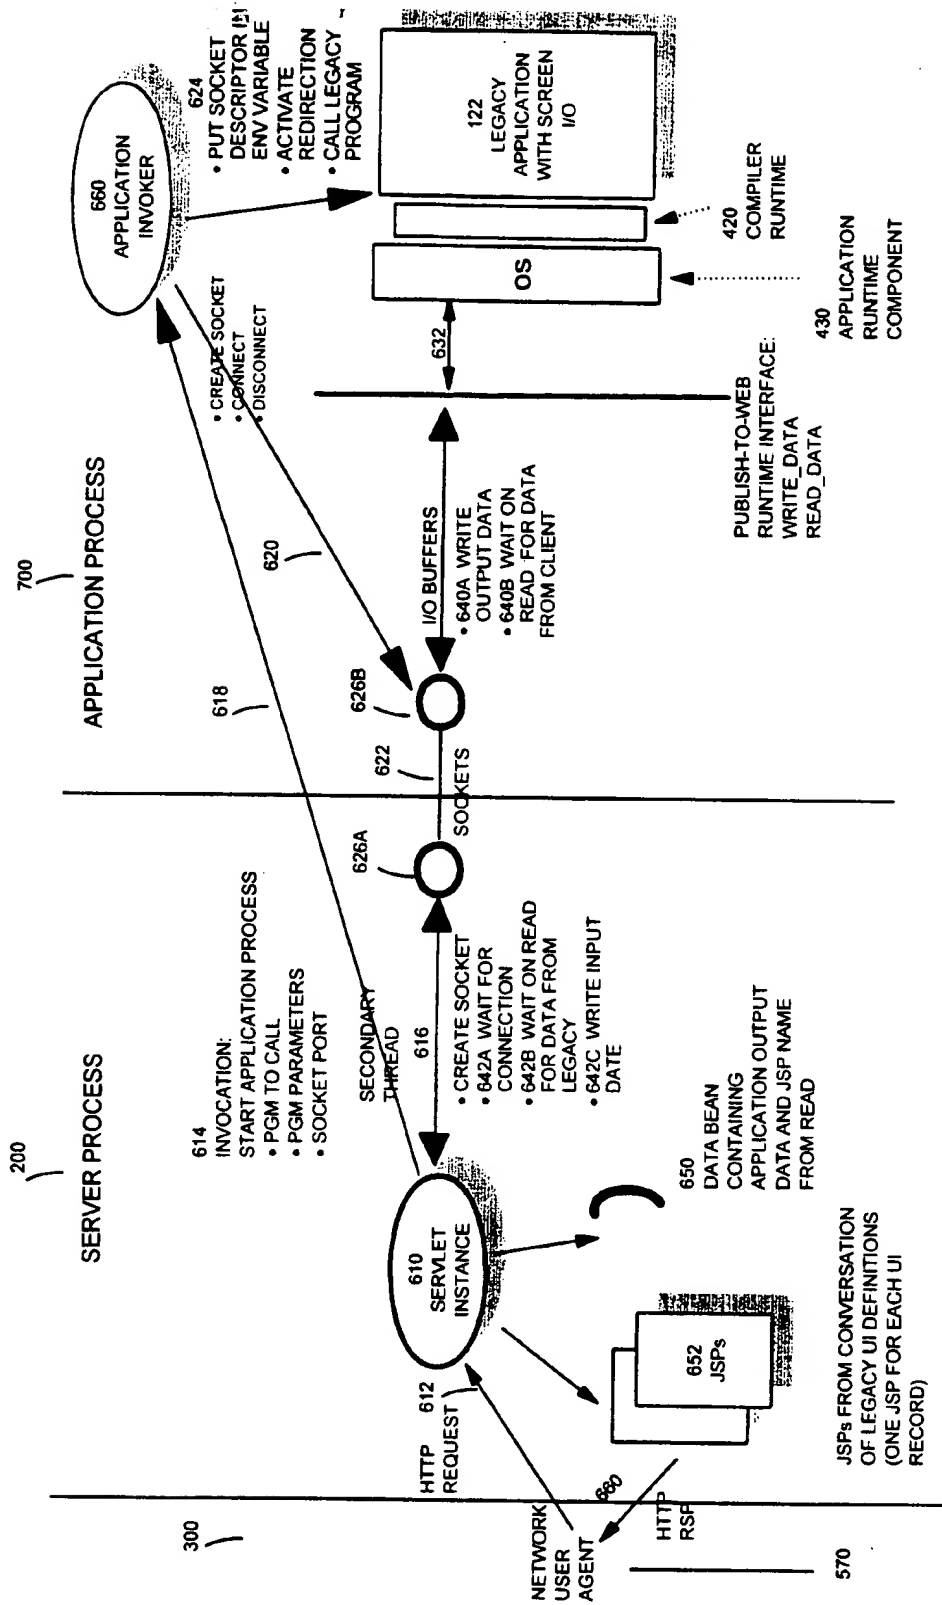 300
200
SERVER PROCESS
700
APPLICATION PROCESS
NETWORK
USER
AGENT
HTTP
REQUEST
612
660
HTTP
RSP
570
610
SERVLET
INSTANCE
652
JSPs
JSPs FROM CONVERSATION
OF LEGACY UI DEFINITIONS
(ONE JSP FOR EACH UI
RECORD)
650
DATA BEAN
CONTAINING
APPLICATION OUTPUT
DATA AND JSP NAME
FROM READ
614
INVOCATION:
START APPLICATION PROCESS
• PGM TO CALL
• PGM PARAMETERS
• SOCKET PORT
SECONDARY
THREAD
616
• CREATE SOCKET
• 642A WAIT FOR
CONNECTION
• 642B WAIT ON READ
FOR DATA FROM
LEGACY
• 642C WRITE INPUT
DATE
626A
SOCKETS
622
626B
618
620
• CREATE SOCKET
• CONNECT
• DISCONNECT
I/O BUFFERS
• 640A WRITE
OUTPUT DATA
• 640B WAIT ON
READ FOR DATA
FROM CLIENT
PUBLISH-TO-WEB
RUNTIME INTERFACE:
WRITE_DATA
READ_DATA
632
660
APPLICATION
INVOKER
624
• PUT SOCKET
DESCRIPTOR IN
ENV VARIABLE
• ACTIVATE
REDIRECTION
• CALL LEGACY
PROGRAM
OS
122
LEGACY
APPLICATION
WITH SCREEN
I/O
420
COMPILER
RUNTIME
430
APPLICATION
RUNTIME
COMPONENT